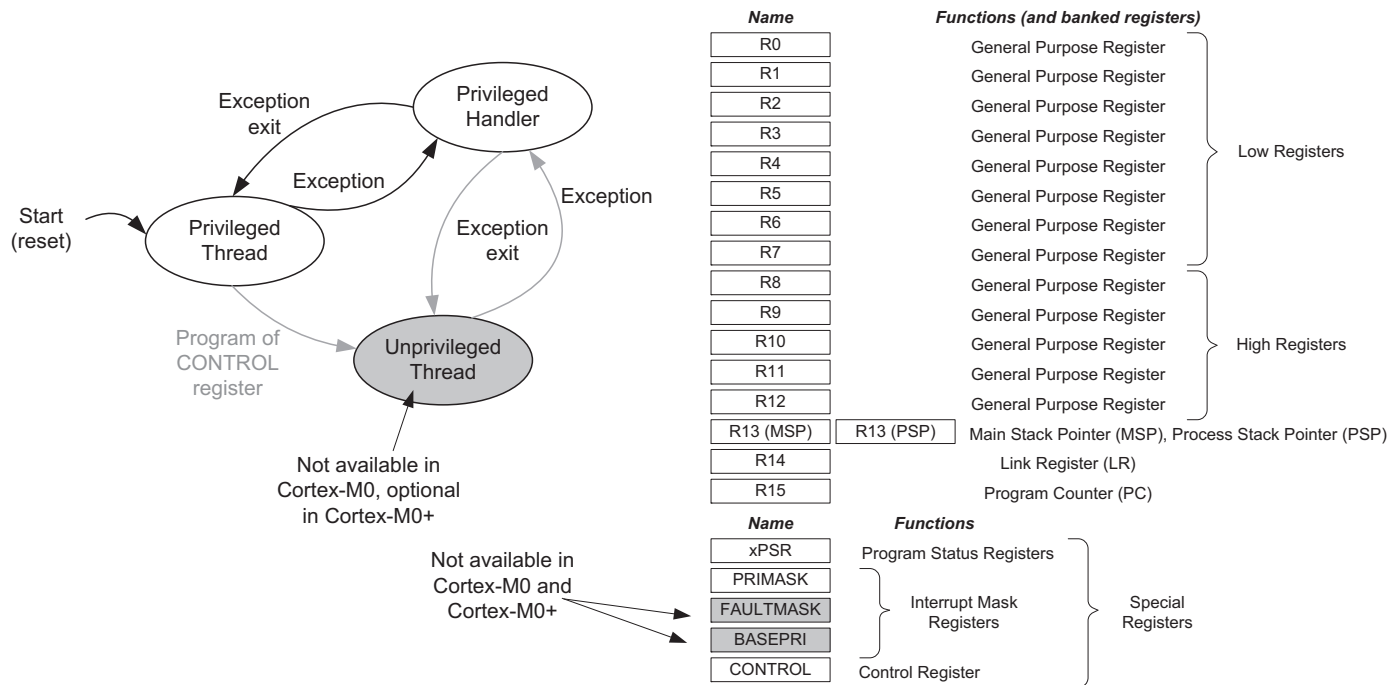 Privileged
Handler
Exception
exit
Exception
Exception
Start
(reset)
Privileged
Thread
Exception
exit
Program of
CONTROL
register
Unprivileged
Thread
Not available in
Cortex-M0, optional
in Cortex-M0+
Name Functions (and banked registers)
R0 General Purpose Register
R1 General Purpose Register
R2 General Purpose Register
R3 General Purpose Register
R4 General Purpose Register
R5 General Purpose Register
R6 General Purpose Register
R7 General Purpose Register
Low Registers
R8 General Purpose Register
R9 General Purpose Register
R10 General Purpose Register
R11 General Purpose Register
R12 General Purpose Register
High Registers
R13 (MSP) R13 (PSP) Main Stack Pointer (MSP), Process Stack Pointer (PSP)
R14 Link Register (LR)
R15 Program Counter (PC)
Name Functions
xPSR Program Status Registers
PRIMASK
FAULTMASK
BASEPRI
Interrupt Mask
Registers
CONTROL Control Register
Special
Registers
Not available in
Cortex-M0 and
Cortex-M0+